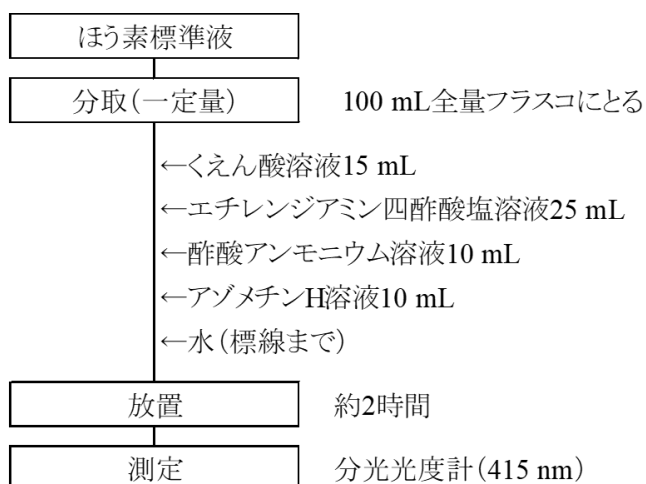 ほう素標準液
分取(一定量) 100 mL全量フラスコにとる
←くえん酸溶液15 mL
←エチレンジアミン四酢酸塩溶液25 mL
←酢酸アンモニウム溶液10 mL
←アゾメチンH溶液10 mL
←水(標線まで)
放置 約2時間
測定 分光光度計(415 nm)